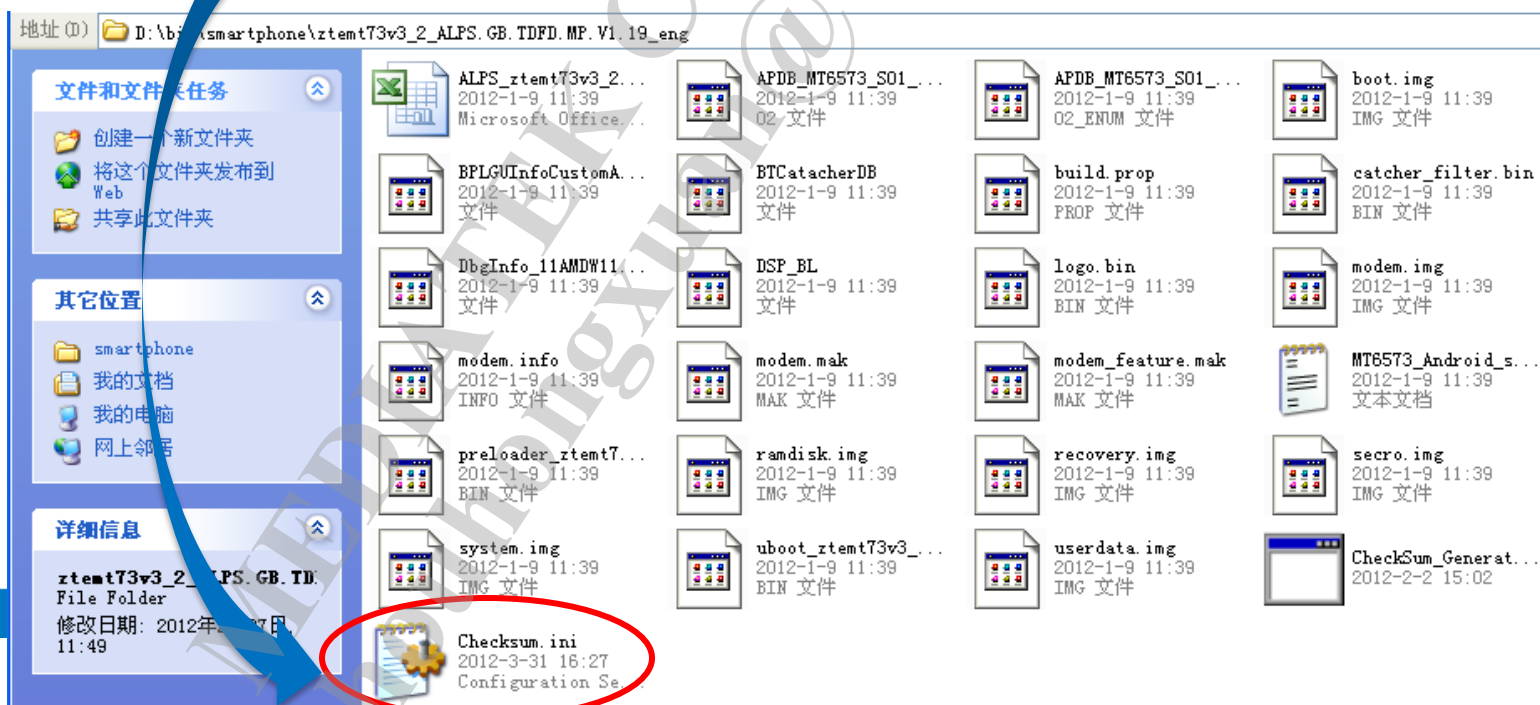 地址(D) D:\bi \smartphone\ztemt73v3_2_ALPS.GB.TDFD.MP.V1.19_eng
文件和文件 任务
创建一个新文件夹
将这个文件夹发布到
Web
共享此文件夹
其它位置
smartphone
我的文档
我的电脑
网上邻居
详细信息
ztemt73v3_2_ LPS.GB.TD
File Folder
修改日期: 2012年
11:49
ALPS_ztemt73v3_2...
2012-1-9 11:39
Microsoft Office...
APDB_MT6573_S01_...
2012-1-9 11:39
02 文件
APDB_MT6573_S01_...
2012-1-9 11:39
02_ENUM 文件
boot.img
2012-1-9 11:39
IMG 文件
BPLGUInfoCustomA...
2012-1-9 11:39
文件
BTCatacherDB
2012-1-9 11:39
文件
build.prop
2012-1-9 11:39
PROP 文件
catcher_filter.bin
2012-1-9 11:39
BIN 文件
DbgInfo_11AMDW11...
2012-1-9 11:39
文件
DSP_BL
2012-1-9 11:39
文件
logo.bin
2012-1-9 11:39
BIN 文件
modem.img
2012-1-9 11:39
IMG 文件
modem.info
2012-1-9 11:39
INFO 文件
modem.mak
2012-1-9 11:39
MAK 文件
modem_feature.mak
2012-1-9 11:39
MAK 文件
MT6573_Android_s...
2012-1-9 11:39
文本文档
preloader_ztemt7...
2012-1-9 11:39
BIN 文件
ramdisk.img
2012-1-9 11:39
IMG 文件
recovery.img
2012-1-9 11:39
IMG 文件
secro.img
2012-1-9 11:39
IMG 文件
system.img
2012-1-9 11:39
IMG 文件
uboot_ztemt73v3_...
2012-1-9 11:39
BIN 文件
userdata.img
2012-1-9 11:39
IMG 文件
CheckSum_Generat...
2012-2-2 15:02
Checksum.ini
2012-3-31 16:27
Configuration Se...
MEDIATEK